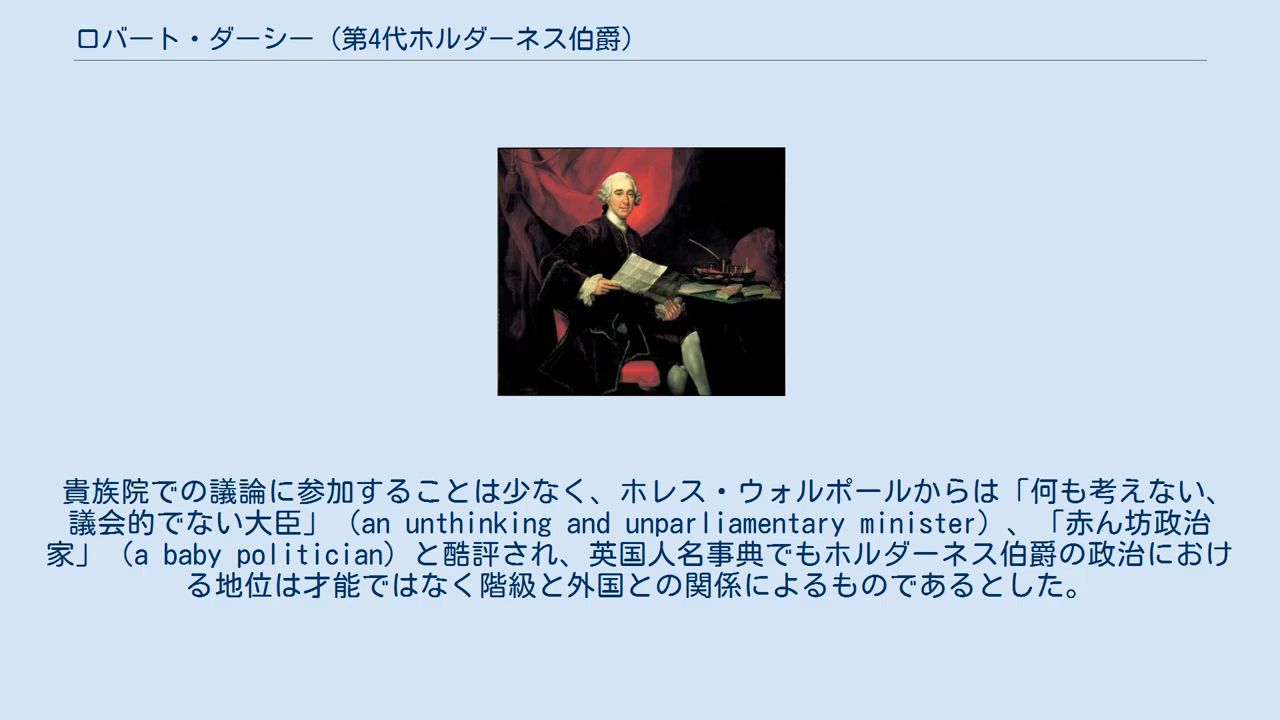 ロバート・ダーシー（第4代ホルダーネス伯爵）
貴族院での議論に参加することは少なく、ホレス・ウォルポールからは「何も考えない、
議会的でない大臣」（an unthinking and unparliamentary minister）、「赤ん坊政治
家」（a baby politician）と酷評され、英国人名事典でもホルダーネス伯爵の政治におけ
る地位は才能ではなく階級と外国との関係によるものであるとした。